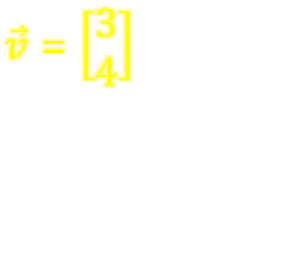 v⃗ = [3
4]